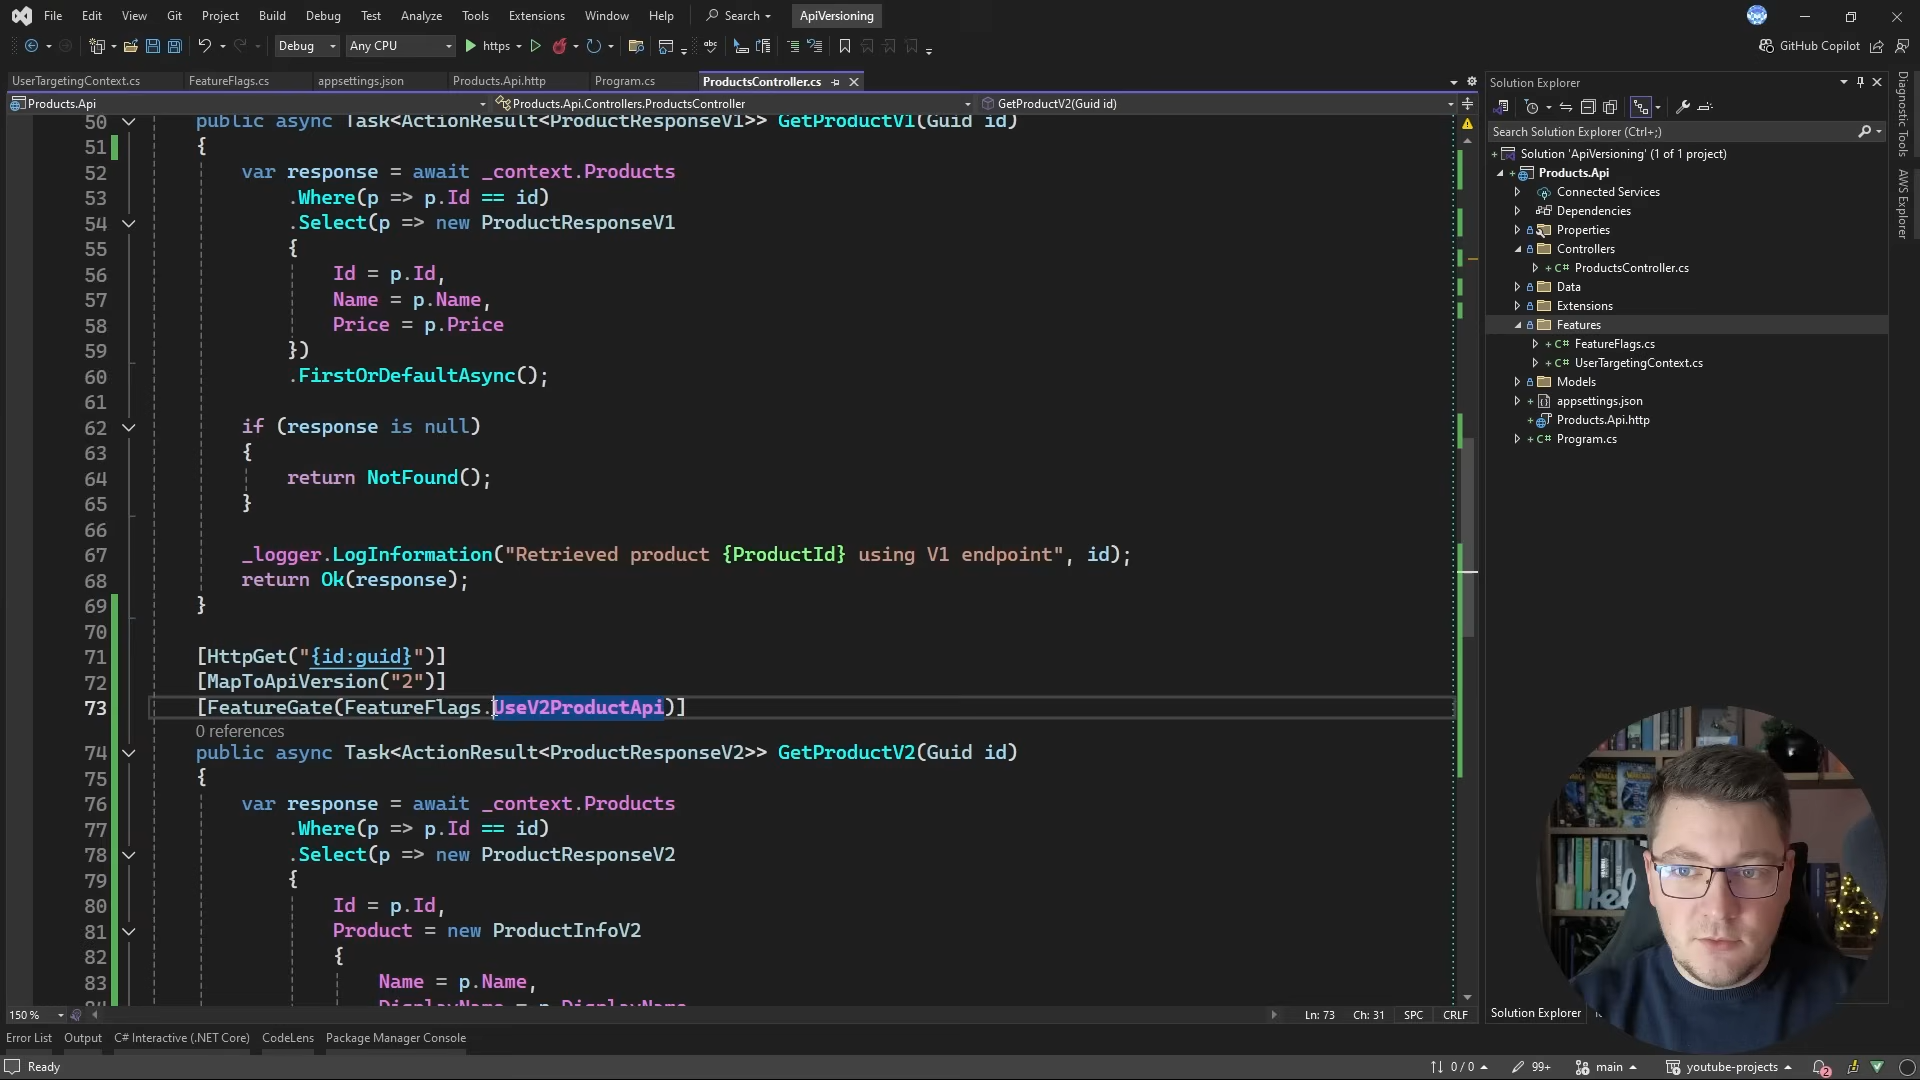 File Edit View Git Project Build Debug Test Analyze Tools Extensions Window Help Search ApiVersioning
Debug Any CPU https GitHub Copilot
UserTargetingContext.cs FeatureFlags.cs appsettings.json Products.Api.http Program.cs ProductsController.cs
Products.Api Products.Api.Controllers.ProductsController GetProductV2(Guid id)
50 public async Task<ActionResult<ProductResponseV1>> GetProductV1(Guid id)
51 {
52 var response = await _context.Products
53 .Where(p => p.Id == id)
54 .Select(p => new ProductResponseV1
55 {
56 Id = p.Id,
57 Name = p.Name,
58 Price = p.Price
59 })
60 .FirstOrDefaultAsync();
61
62 if (response is null)
63 {
64 return NotFound();
65 }
66
67 _logger.LogInformation("Retrieved product {ProductId} using V1 endpoint", id);
68 return Ok(response);
69 }
70
71 [HttpGet("{id:guid}")]
72 [MapToApiVersion("2")]
73 [FeatureGate(FeatureFlags.UseV2ProductApi)]
0 references
74 public async Task<ActionResult<ProductResponseV2>> GetProductV2(Guid id)
75 {
76 var response = await _context.Products
77 .Where(p => p.Id == id)
78 .Select(p => new ProductResponseV2
79 {
80 Id = p.Id,
81 Product = new ProductInfoV2
82 {
83 Name = p.Name,
DisplayName = p.DisplayName
150 % Ln: 73 Ch: 31 SPC CRLF
Error List Output C# Interactive (.NET Core) CodeLens Package Manager Console
Ready 0 / 0 99+ main youtube-projects 2
Solution Explorer
Search Solution Explorer (Ctrl+;)
Solution 'ApiVersioning' (1 of 1 project)
Products.Api
Connected Services
Dependencies
Properties
Controllers
C# ProductsController.cs
Data
Extensions
Features
C# FeatureFlags.cs
C# UserTargetingContext.cs
Models
appsettings.json
Products.Api.http
C# Program.cs
Solution Explorer
Diagnostic Tools
AWS Explorer